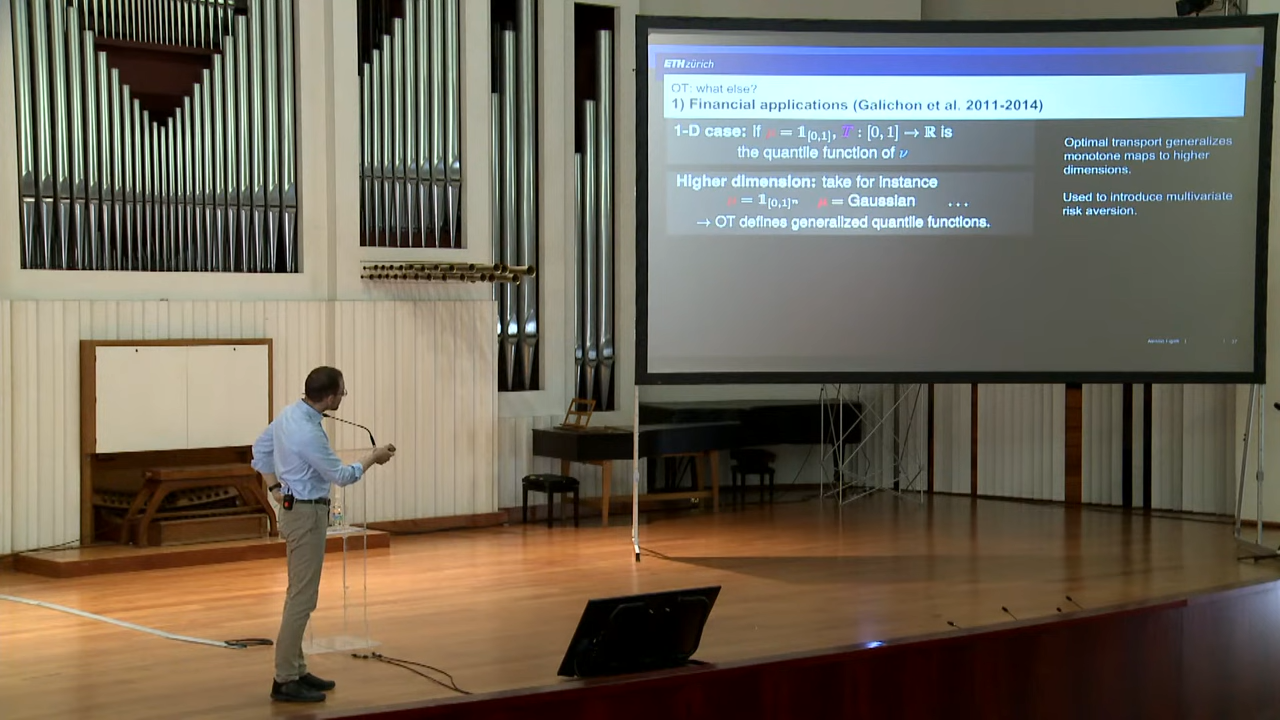 ETH zürich
OT: what else?
1) Financial applications (Galichon et al. 2011-2014)
1-D case: If μ = 𝟏[0,1], T : [0, 1] → ℝ is
the quantile function of ν
Higher dimension: take for instance
μ = 𝟏[0,1]ⁿ μ = Gaussian ...
→ OT defines generalized quantile functions.
Optimal transport generalizes
monotone maps to higher
dimensions.
Used to introduce multivariate
risk aversion.